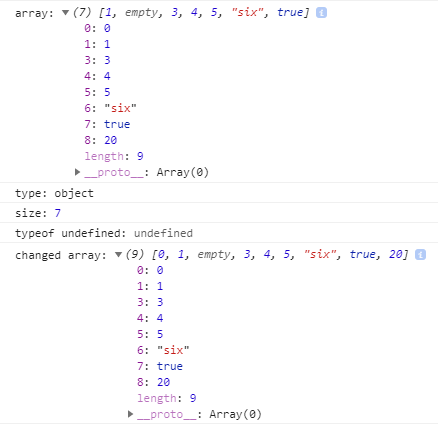 array: ▼(7) [1, empty, 3, 4, 5, "six", true] i
0: 0
1: 1
3: 3
4: 4
5: 5
6: "six"
7: true
8: 20
length: 9
▶__proto__: Array(0)
type: object
size: 7
typeof undefined: undefined
changed array: ▼(9) [0, 1, empty, 3, 4, 5, "six", true, 20] i
0: 0
1: 1
3: 3
4: 4
5: 5
6: "six"
7: true
8: 20
length: 9
▶__proto__: Array(0)